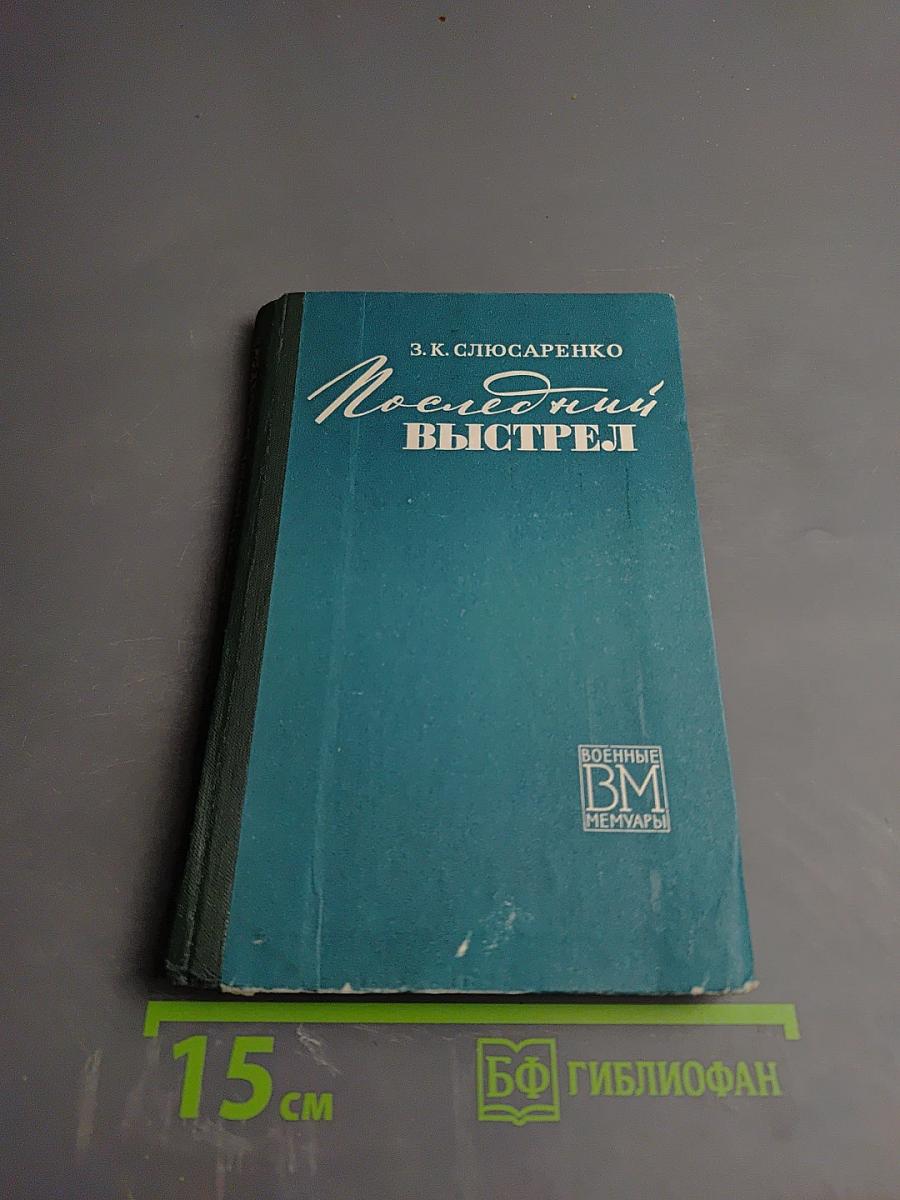 З. К. СЛЮСАРЕНКО
Последний
ВЫСТРЕЛ
ВОЕННЫЕ
ВМ
МЕМУАРЫ
15 см
БФ ГИБЛИОФАН